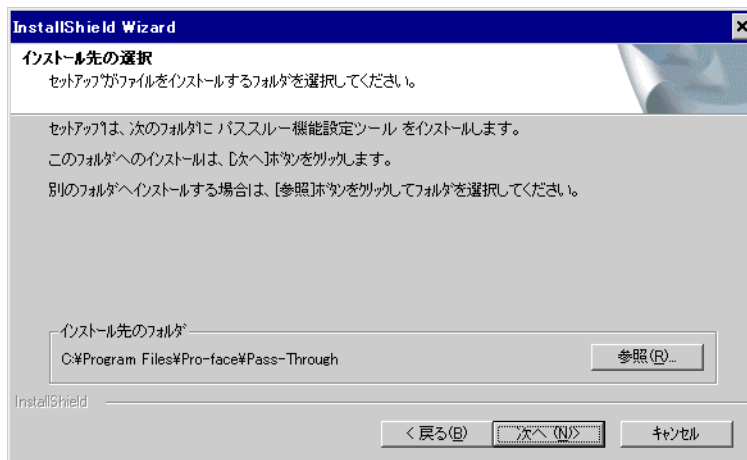 InstallShield Wizard
インストール先の選択
セットアップがファイルをインストールするフォルダを選択してください。
セットアップは、次のフォルダに パススルー機能設定ツール をインストールします。
このフォルダへのインストールは、[次へ]ボタンをクリックします。
別のフォルダへインストールする場合は、[参照]ボタンをクリックしてフォルダを選択してください。
インストール先のフォルダ
C:¥Program Files¥Pro-face¥Pass-Through
参照(R)...
InstallShield
< 戻る(B)
次へ (N)>
キャンセル